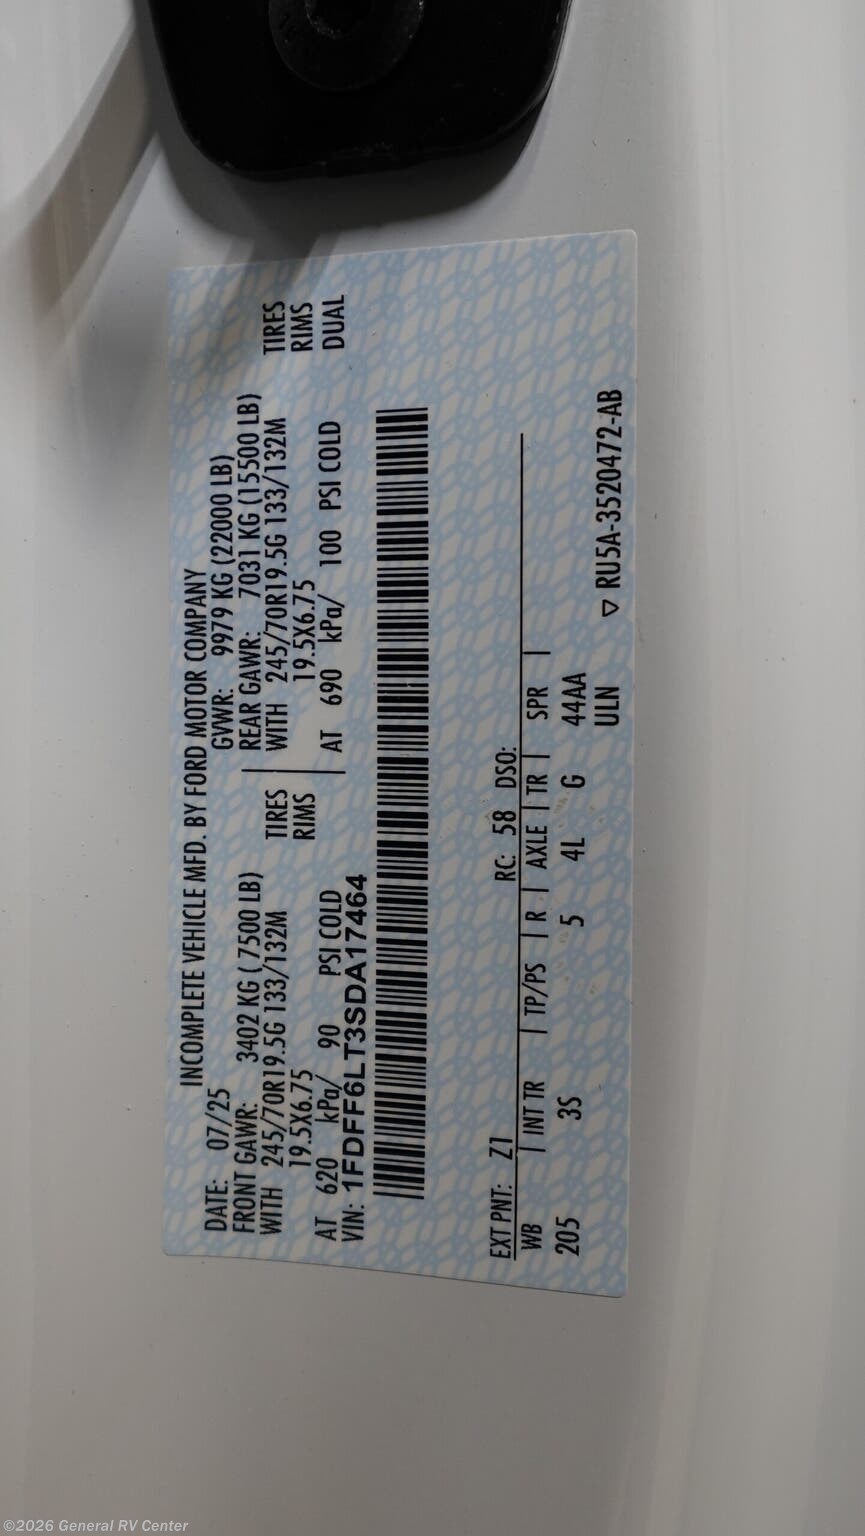 INCOMPLETE VEHICLE MFD. BY FORD MOTOR COMPANY
DATE: 07/25 GVWR: 9979 KG (22000 LB)
FRONT GAWR: 3402 KG ( 7500 LB) REAR GAWR: 7031 KG (15500 LB)
WITH 245/70R19.5G 133/132M TIRES WITH 245/70R19.5G 133/132M TIRES
19.5X6.75 RIMS 19.5X6.75 RIMS
AT 620 kPa/ 90 PSI COLD AT 690 kPa/ 100 PSI COLD DUAL
VIN: 1FDFF6LT3SDA17464
EXT PNT: Z1 RC: 58 DSO:
WB | INT TR | TP/PS | R | AXLE | TR | SPR |
205 3S 5 4L G 44AA
ULN
▽ RU5A-3520472-AB
©2026 General RV Center